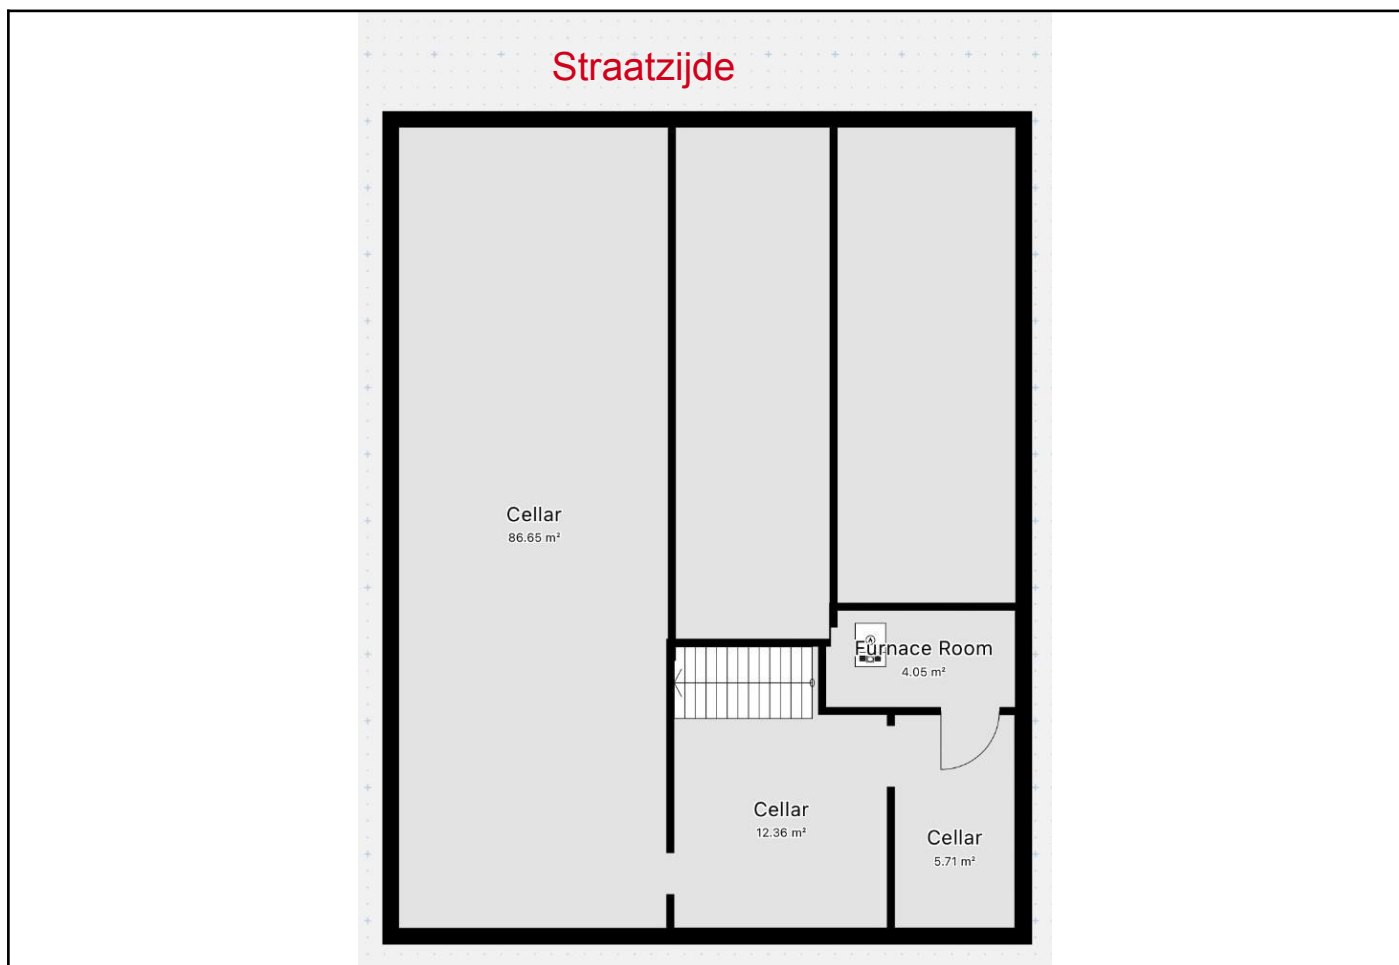 Straatzijde
Cellar
86.65 m²
Furnace Room
4.05 m²
Cellar
12.36 m²
Cellar
5.71 m²